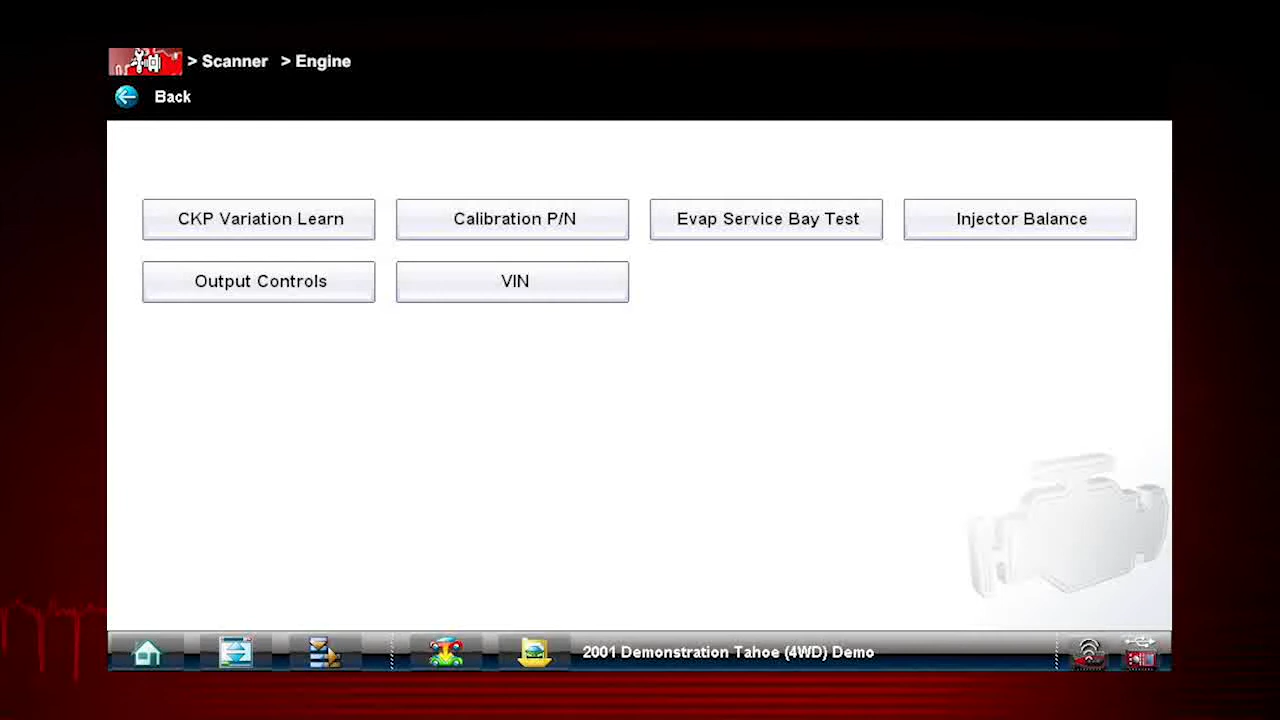 > Scanner > Engine
Back
CKP Variation Learn
Calibration P/N
Evap Service Bay Test
Injector Balance
Output Controls
VIN
2001 Demonstration Tahoe (4WD) Demo